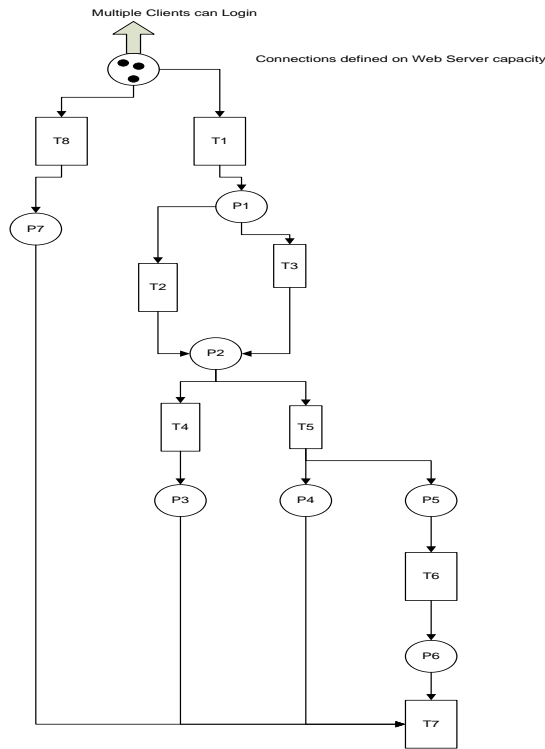 Multiple Clients can Login
Connections defined on Web Server capacity
T8
T1
P1
P7
T3
T2
P2
T4
T5
P3
P4
P5
T6
P6
T7